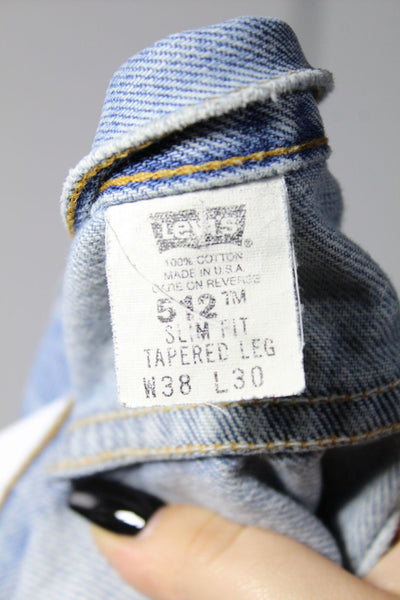 Levi's ®
100% COTTON
MADE IN U.S.A.
CARE ON REVERSE
512™
SLIM FIT
TAPERED LEG
W38 L30